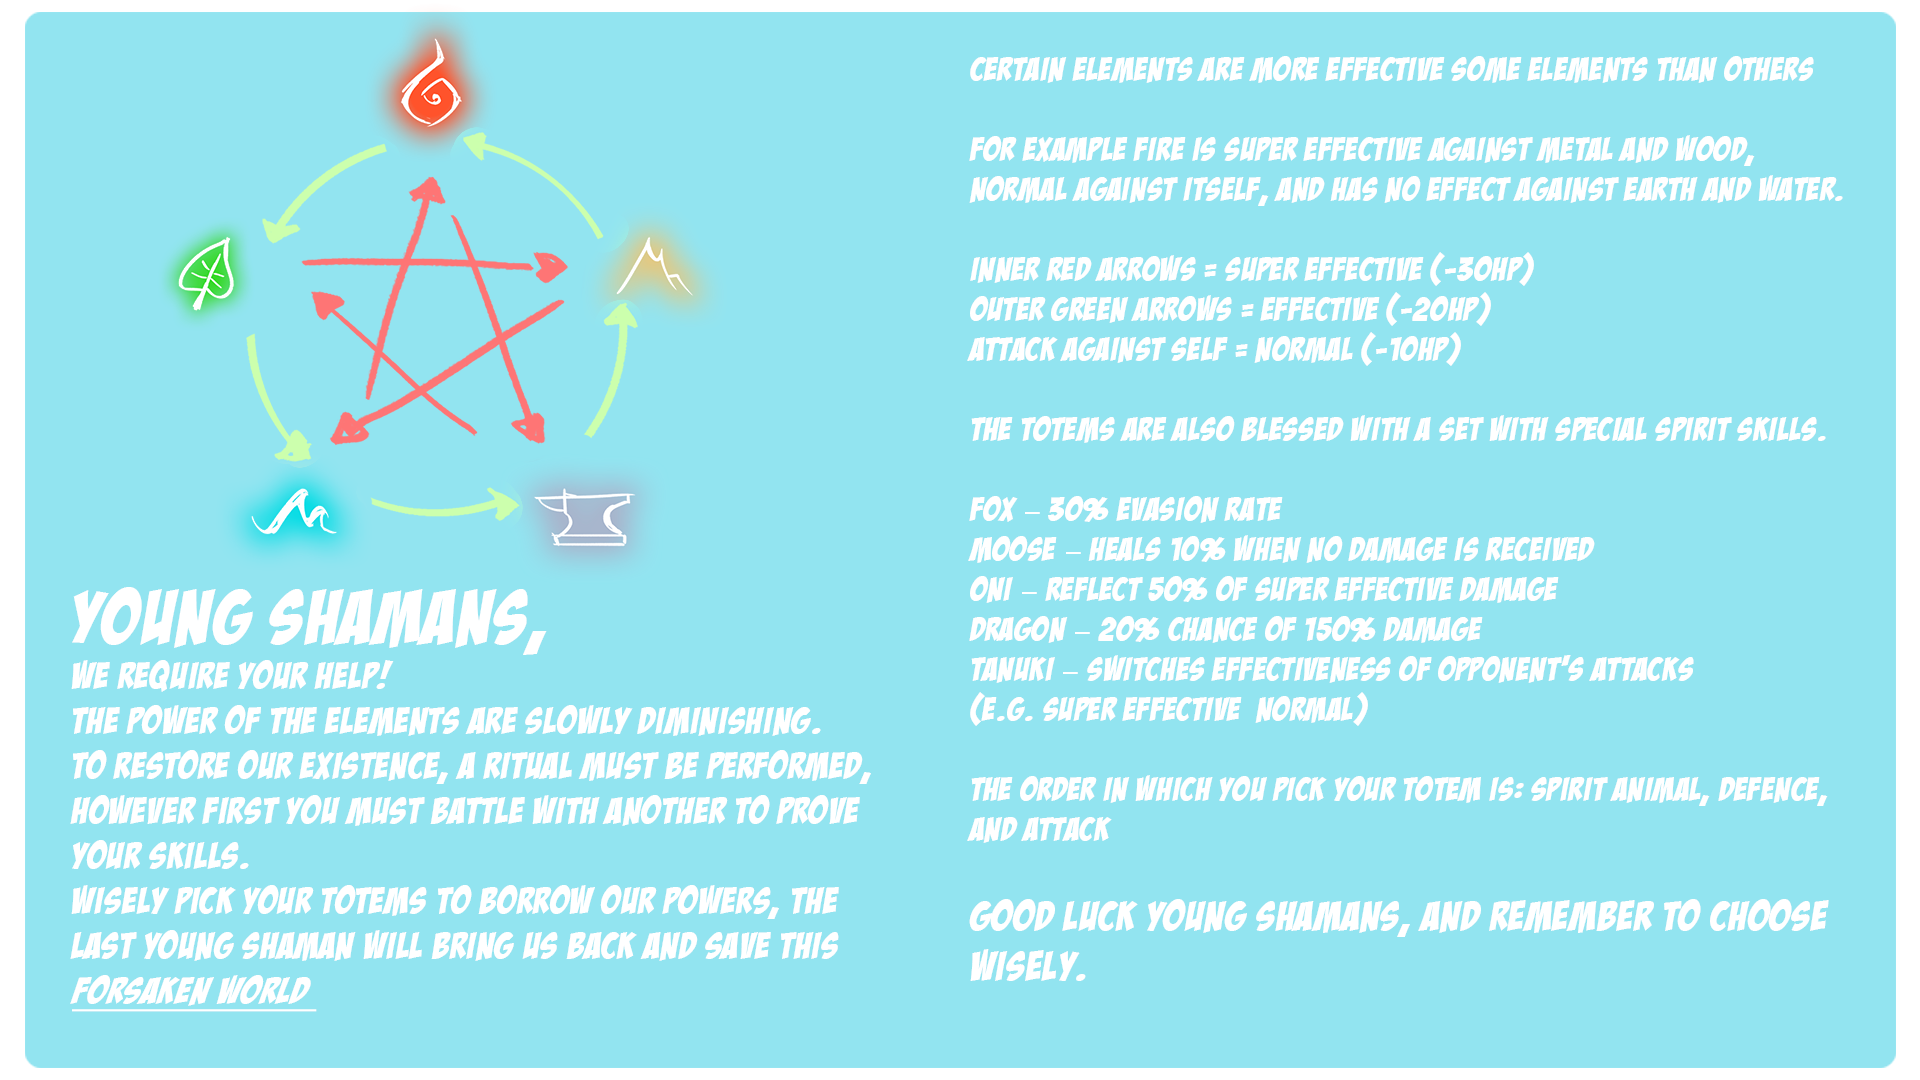 YOUNG SHAMANS,
WE REQUIRE YOUR HELP!
THE POWER OF THE ELEMENTS ARE SLOWLY DIMINISHING.
TO RESTORE OUR EXISTENCE, A RITUAL MUST BE PERFORMED,
HOWEVER FIRST YOU MUST BATTLE WITH ANOTHER TO PROVE
YOUR SKILLS.
WISELY PICK YOUR TOTEMS TO BORROW OUR POWERS, THE
LAST YOUNG SHAMAN WILL BRING US BACK AND SAVE THIS
FORSAKEN WORLD
CERTAIN ELEMENTS ARE MORE EFFECTIVE SOME ELEMENTS THAN OTHERS
FOR EXAMPLE FIRE IS SUPER EFFECTIVE AGAINST METAL AND WOOD,
NORMAL AGAINST ITSELF, AND HAS NO EFFECT AGAINST EARTH AND WATER.
INNER RED ARROWS = SUPER EFFECTIVE (-30HP)
OUTER GREEN ARROWS = EFFECTIVE (-20HP)
ATTACK AGAINST SELF = NORMAL (-10HP)
THE TOTEMS ARE ALSO BLESSED WITH A SET WITH SPECIAL SPIRIT SKILLS.
FOX – 30% EVASION RATE
MOOSE – HEALS 10% WHEN NO DAMAGE IS RECEIVED
ONI – REFLECT 50% OF SUPER EFFECTIVE DAMAGE
DRAGON – 20% CHANCE OF 150% DAMAGE
TANUKI – SWITCHES EFFECTIVENESS OF OPPONENT'S ATTACKS
(E.G. SUPER EFFECTIVE  NORMAL)
THE ORDER IN WHICH YOU PICK YOUR TOTEM IS: SPIRIT ANIMAL, DEFENCE,
AND ATTACK
GOOD LUCK YOUNG SHAMANS, AND REMEMBER TO CHOOSE
WISELY.